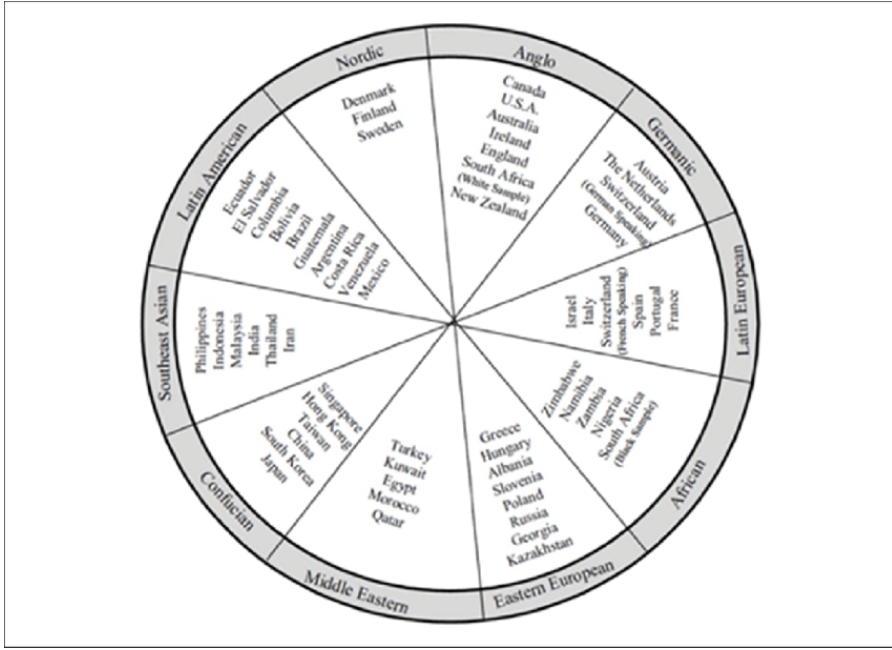 Anglo
Canada
U.S.A.
Australia
Ireland
England
South Africa
(White Sample)
New Zealand
Germanic
Austria
The Netherlands
Switzerland
(German Speaking)
Germany
Latin European
Israel
Italy
Switzerland
(French Speaking)
Spain
Portugal
France
African
Zimbabwe
Namibia
Zambia
Nigeria
South Africa
(Black Sample)
Eastern European
Greece
Hungary
Albania
Slovenia
Poland
Russia
Georgia
Kazakhstan
Middle Eastern
Turkey
Kuwait
Egypt
Morocco
Qatar
Confucian
Singapore
Hong Kong
Taiwan
China
South Korea
Japan
Southeast Asian
Philippines
Indonesia
Malaysia
India
Thailand
Iran
Latin American
Ecuador
El Salvador
Columbia
Bolivia
Brazil
Guatemala
Argentina
Costa Rica
Venezuela
Mexico
Nordic
Denmark
Finland
Sweden